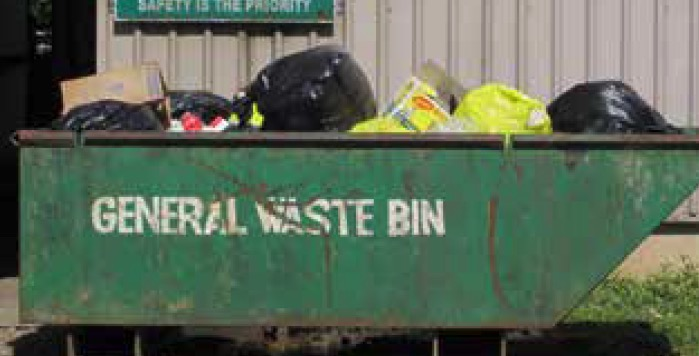 SAFETY IS THE PRIORITY
GENERAL WASTE BIN